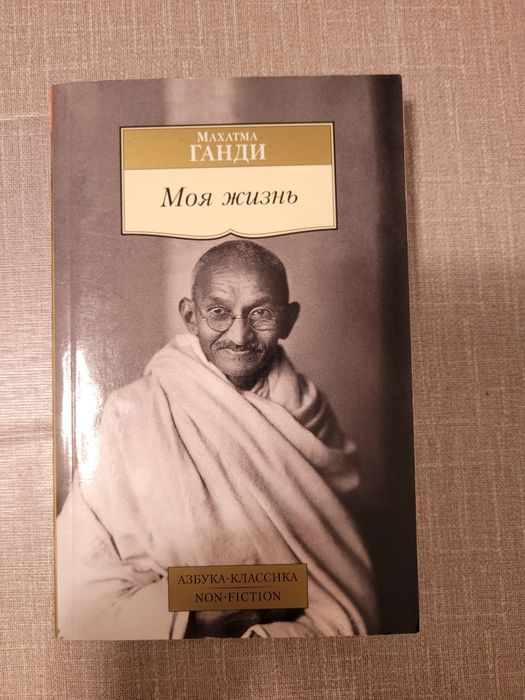 Махатма
ГАНДИ
Моя жизнь
АЗБУКА-КЛАССИКА
NON-FICTION